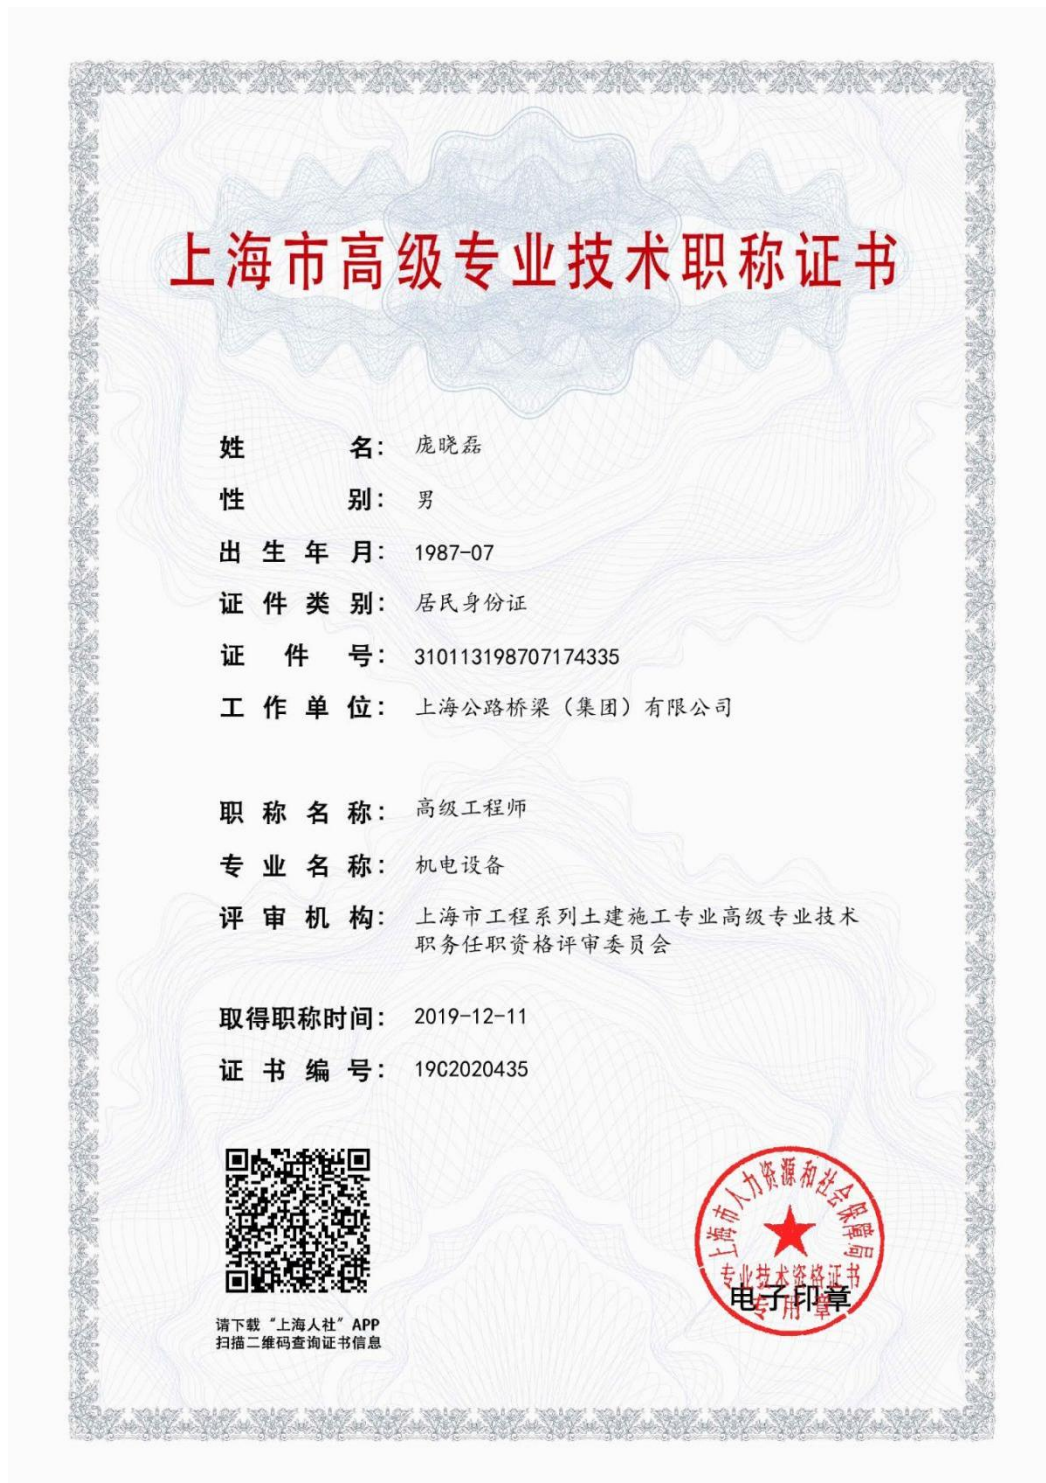 上海市高级专业技术职称证书
姓名：庞晓磊
性别：男
出生年月：1987-07
证件类别：居民身份证
证件号：310113198707174335
工作单位：上海公路桥梁（集团）有限公司
职称名称：高级工程师
专业名称：机电设备
评审机构：上海市工程系列土建施工专业高级专业技术
职务任职资格评审委员会
取得职称时间：2019-12-11
证书编号：19C2020435
请下载“上海人社”APP
扫描二维码查询证书信息
上海市人力资源和社会保障局
专业技术资格证书
电子印章
专用章